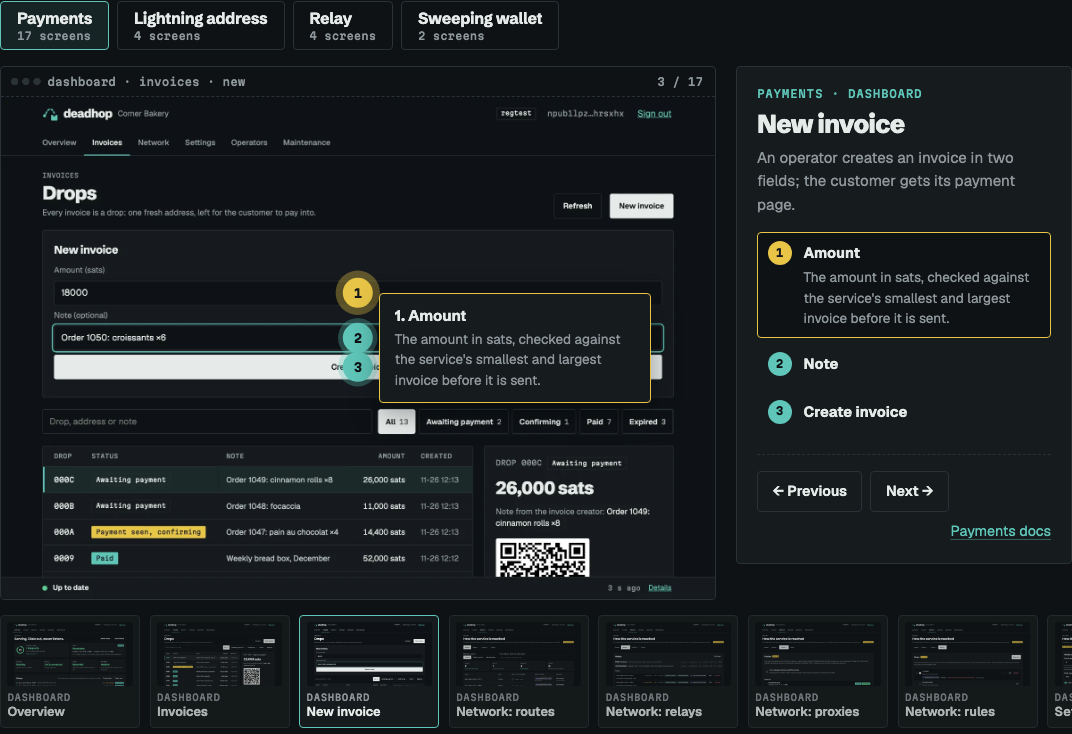 Payments
17 screens
Lightning address
4 screens
Relay
4 screens
Sweeping wallet
2 screens
dashboard · invoices · new
3 / 17
deadhop Corner Bakery
regtest
npub1lpz…hrsxhx
Sign out
Overview
Invoices
Network
Settings
Operators
Maintenance
INVOICES
Drops
Every invoice is a drop: one fresh address, left for the customer to pay into.
Refresh
New invoice
New invoice
Amount (sats)
18000
1
Note (optional)
Order 1050: croissants ×6
2
3
1. Amount
The amount in sats, checked against
the service's smallest and largest
invoice before it is sent.
Drop, address or note
All 13
Awaiting payment 2
Confirming 1
Paid 7
Expired 3
DROP STATUS NOTE AMOUNT CREATED
000C Awaiting payment Order 1049: cinnamon rolls ×8 26,000 sats 11-26 12:13
000B Awaiting payment Order 1048: focaccia 11,000 sats 11-26 12:13
000A Payment seen, confirming Order 1047: pain au chocolat ×4 14,400 sats 11-26 12:13
0009 Paid Weekly bread box, December 52,000 sats 11-26 12:12
DROP 000C Awaiting payment
26,000 sats
Note from the invoice creator: Order 1049:
cinnamon rolls ×8
Up to date
3 s ago
Details
PAYMENTS · DASHBOARD
New invoice
An operator creates an invoice in two
fields; the customer gets its payment
page.
1 Amount
The amount in sats, checked against
the service's smallest and largest
invoice before it is sent.
2 Note
3 Create invoice
← Previous
Next →
Payments docs
DASHBOARD
Overview
DASHBOARD
Invoices
DASHBOARD
New invoice
DASHBOARD
Network: routes
DASHBOARD
Network: relays
DASHBOARD
Network: proxies
DASHBOARD
Network: rules